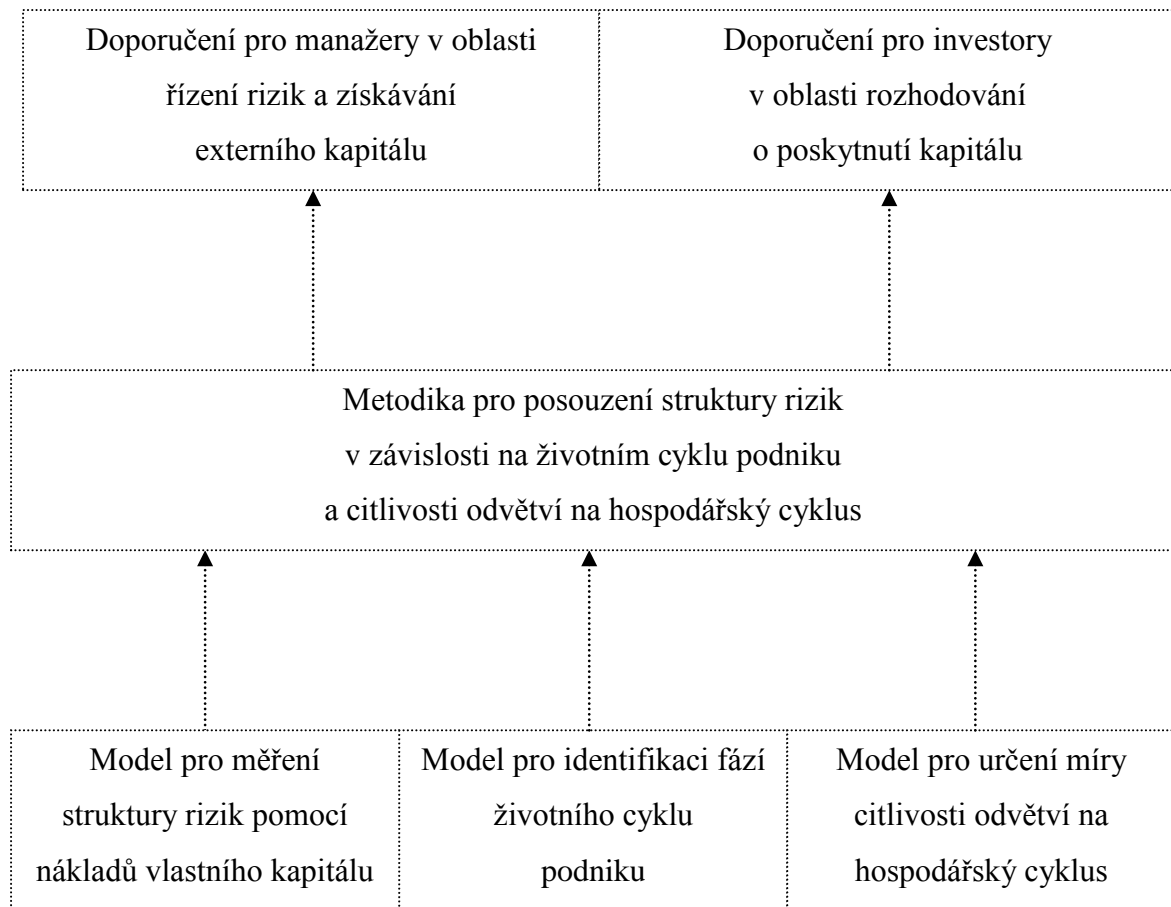 Doporučení pro manažery v oblasti
řízení rizik a získávání
externího kapitálu
Doporučení pro investory
v oblasti rozhodování
o poskytnutí kapitálu
Metodika pro posouzení struktury rizik
v závislosti na životním cyklu podniku
a citlivosti odvětví na hospodářský cyklus
Model pro měření
struktury rizik pomocí
nákladů vlastního kapitálu
Model pro identifikaci fází
životního cyklu
podniku
Model pro určení míry
citlivosti odvětví na
hospodářský cyklus